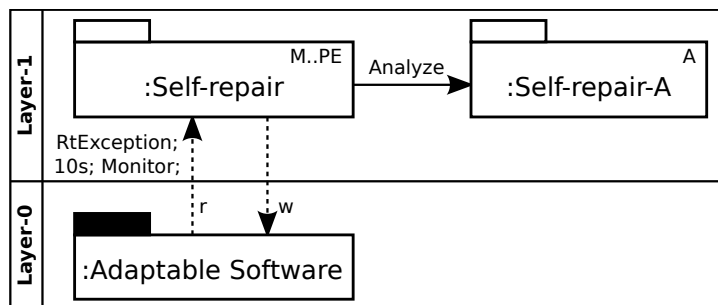 Layer-1
M..PE
:Self-repair
Analyze
A
:Self-repair-A
RtException;
10s; Monitor;
r
w
Layer-0
:Adaptable Software